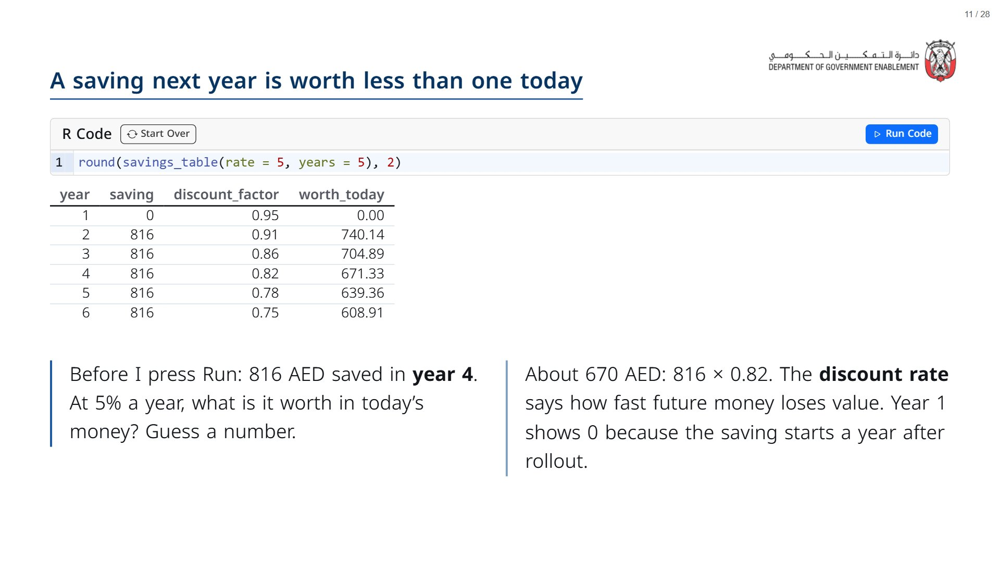 11 / 28
دائرة التمكين الحكومي
DEPARTMENT OF GOVERNMENT ENABLEMENT
A saving next year is worth less than one today
R Code Start Over Run Code
1 round(savings_table(rate = 5, years = 5), 2)
year saving discount_factor worth_today
1 0 0.95 0.00
2 816 0.91 740.14
3 816 0.86 704.89
4 816 0.82 671.33
5 816 0.78 639.36
6 816 0.75 608.91
Before I press Run: 816 AED saved in year 4.
At 5% a year, what is it worth in today’s
money? Guess a number.
About 670 AED: 816 × 0.82. The discount rate
says how fast future money loses value. Year 1
shows 0 because the saving starts a year after
rollout.